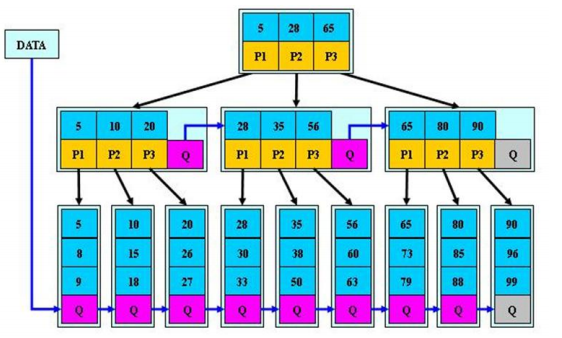 5 28 65
DATA
P1 P2 P3
5 10 20
28 35 56
65 80 90
P1 P2 P3 Q
P1 P2 P3 Q
P1 P2 P3 Q
5 10 20 28 35 56 65 80 90
8 15 26 30 38 60 73 85 96
9 18 27 33 50 63 79 88 99
Q Q Q Q Q Q Q Q Q